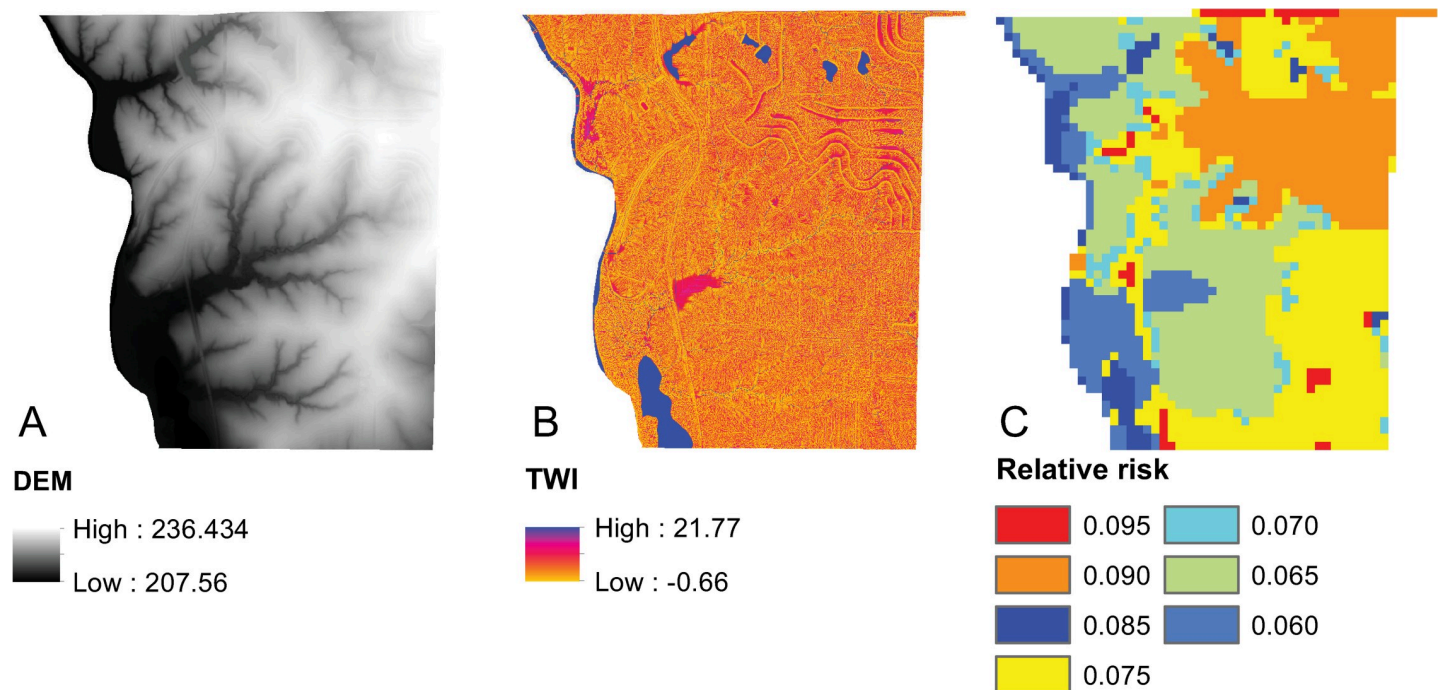 A
DEM
High : 236.434
Low : 207.56
B
TWI
High : 21.77
Low : -0.66
C
Relative risk
0.095
0.090
0.085
0.075
0.070
0.065
0.060